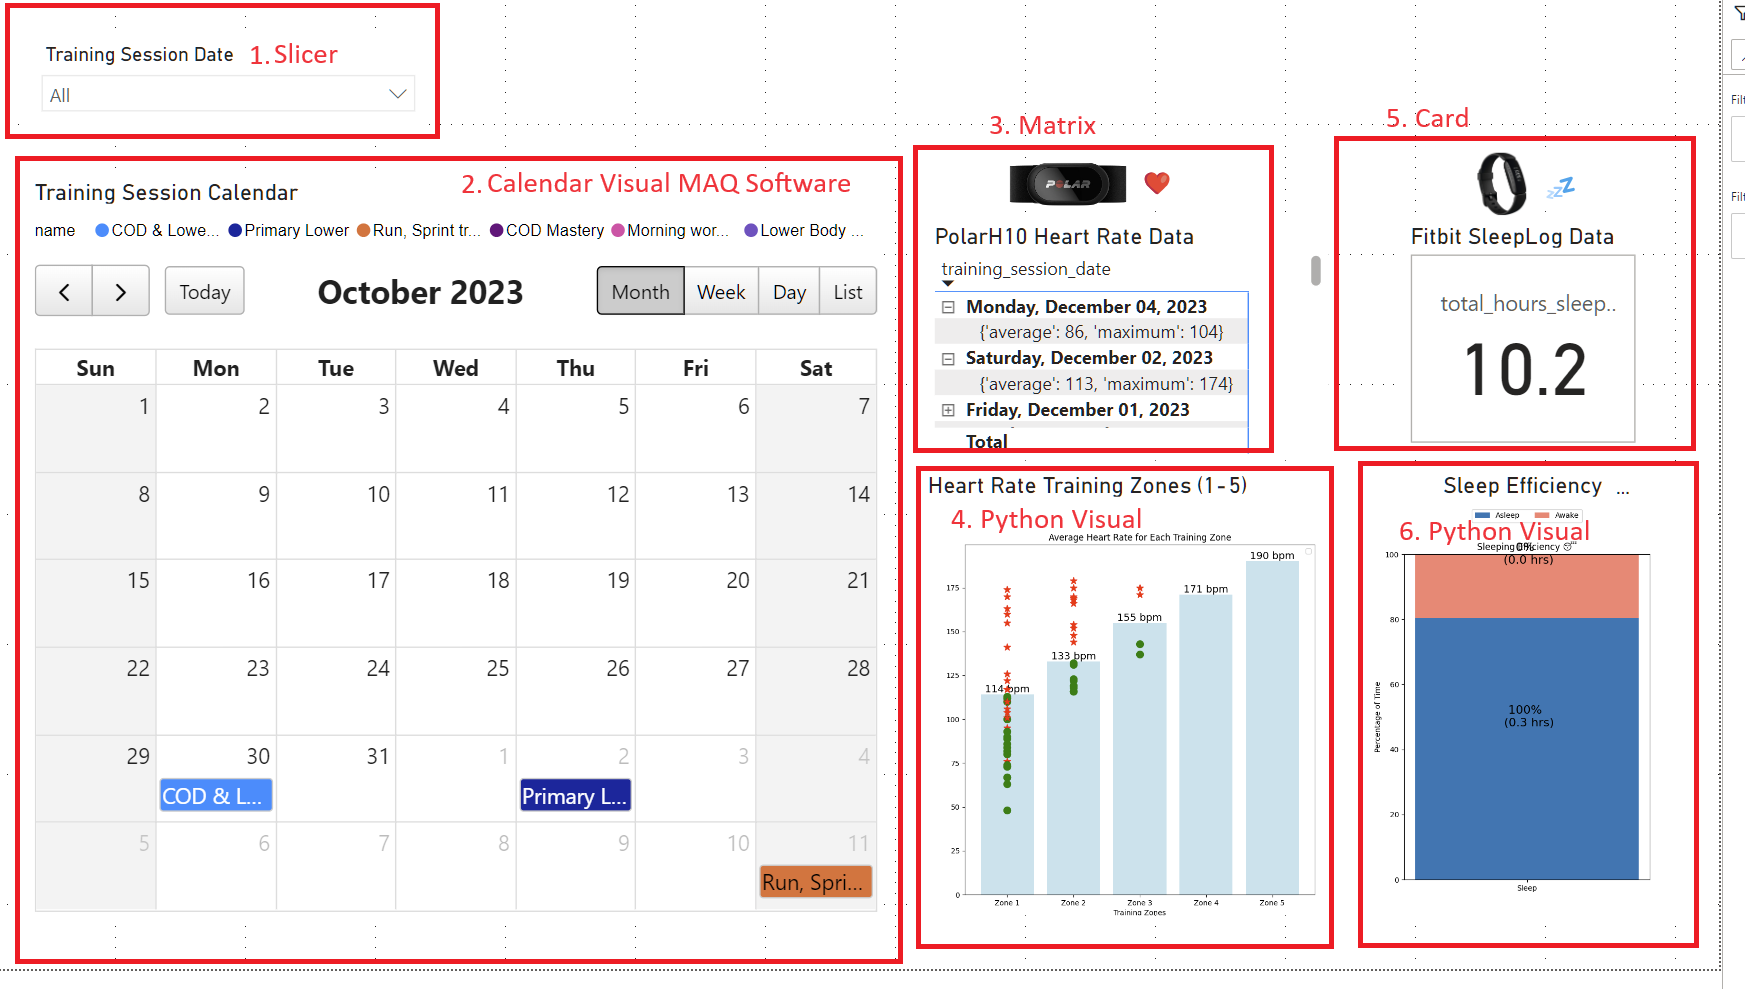 Training Session Date
1. Slicer
All
2. Calendar Visual MAQ Software
Training Session Calendar
name COD & Lowe... Primary Lower Run, Sprint tr... COD Mastery Morning wor... Lower Body ...
Today
October 2023
Month Week Day List
Sun Mon Tue Wed Thu Fri Sat
1 2 3 4 5 6 7
8 9 10 11 12 13 14
15 16 17 18 19 20 21
22 23 24 25 26 27 28
29 30 31 1 2 3 4
COD & L... Primary L...
5 6 7 8 9 10 11
Run, Spri...
3. Matrix
POLAR
PolarH10 Heart Rate Data
training_session_date
Monday, December 04, 2023
{'average': 86, 'maximum': 104}
Saturday, December 02, 2023
{'average': 113, 'maximum': 174}
Friday, December 01, 2023
Total
5. Card
zzZ
Fitbit SleepLog Data
total_hours_sleep..
10.2
Heart Rate Training Zones (1-5)
4. Python Visual
Average Heart Rate for Each Training Zone
190 bpm
171 bpm
155 bpm
133 bpm
114 bpm
175
150
125
100
75
50
25
0
Zone 1 Zone 2 Zone 3 Zone 4 Zone 5
Training Zones
Sleep Efficiency ...
Asleep Awake
6. Python Visual
Sleeping Efficiency
0%
(0.0 hrs)
100
80
60
40
20
0
Percentage of Time
100%
(0.3 hrs)
Sleep